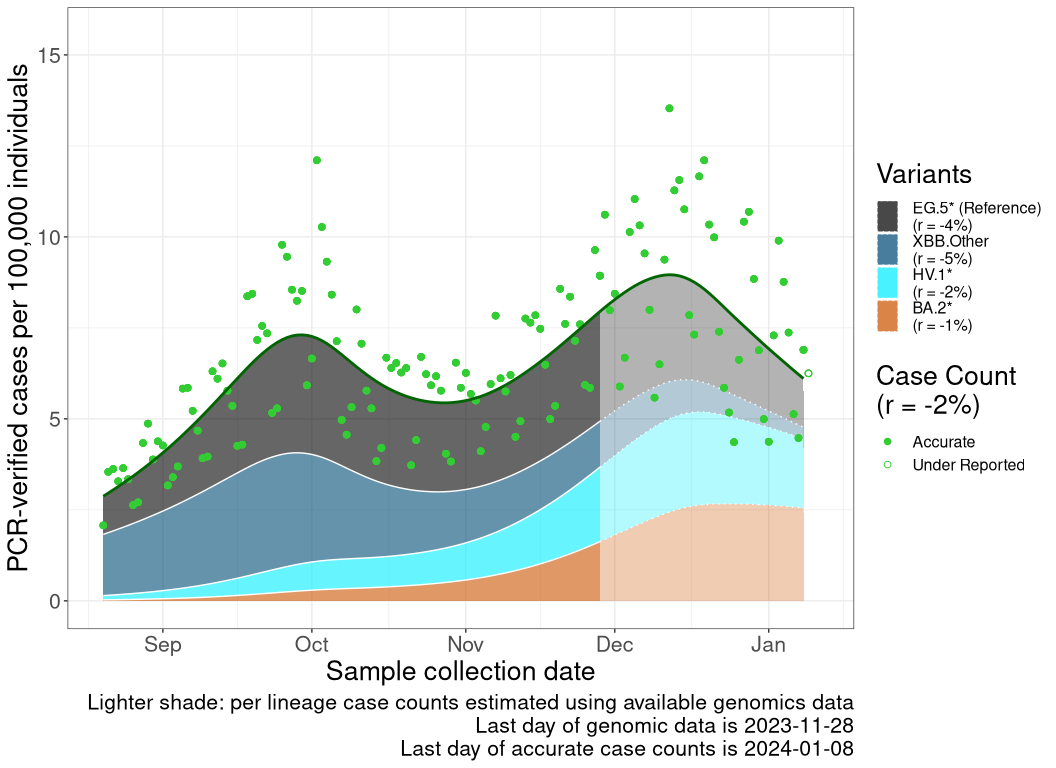 PCR-verified cases per 100,000 individuals
15
10
5
0
Sep
Oct
Nov
Dec
Jan
Sample collection date
Lighter shade: per lineage case counts estimated using available genomics data
Last day of genomic data is 2023-11-28
Last day of accurate case counts is 2024-01-08
Variants
EG.5* (Reference)
(r = -4%)
XBB.Other
(r = -5%)
HV.1*
(r = -2%)
BA.2*
(r = -1%)
Case Count
(r = -2%)
Accurate
Under Reported